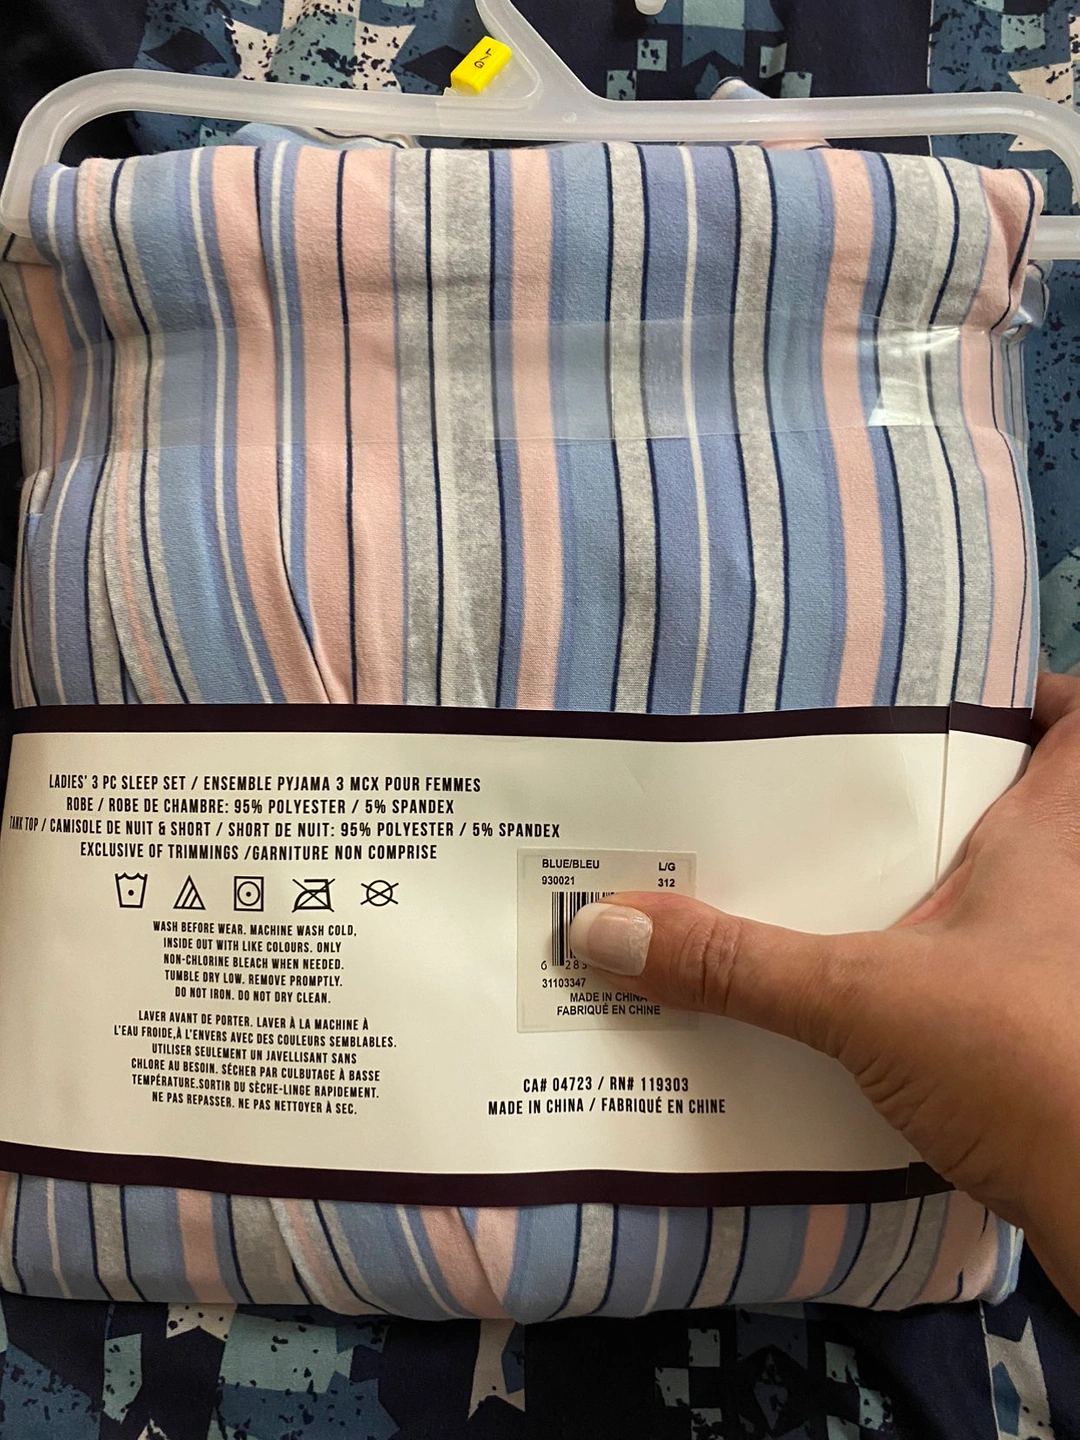 L/G
LADIES' 3 PC SLEEP SET / ENSEMBLE PYJAMA 3 MCX POUR FEMMES
ROBE / ROBE DE CHAMBRE: 95% POLYESTER / 5% SPANDEX
TANK TOP / CAMISOLE DE NUIT & SHORT / SHORT DE NUIT: 95% POLYESTER / 5% SPANDEX
EXCLUSIVE OF TRIMMINGS /GARNITURE NON COMPRISE
WASH BEFORE WEAR. MACHINE WASH COLD,
INSIDE OUT WITH LIKE COLOURS. ONLY
NON-CHLORINE BLEACH WHEN NEEDED.
TUMBLE DRY LOW. REMOVE PROMPTLY.
DO NOT IRON. DO NOT DRY CLEAN.
LAVER AVANT DE PORTER. LAVER À LA MACHINE À
L'EAU FROIDE,À L'ENVERS AVEC DES COULEURS SEMBLABLES.
UTILISER SEULEMENT UN JAVELLISANT SANS
CHLORE AU BESOIN. SÉCHER PAR CULBUTAGE À BASSE
TEMPÉRATURE.SORTIR DU SÈCHE-LINGE RAPIDEMENT.
NE PAS REPASSER. NE PAS NETTOYER À SEC.
BLUE/BLEU L/G
930021 312
6 283
31103347
MADE IN CHINA
FABRIQUÉ EN CHINE
CA# 04723 / RN# 119303
MADE IN CHINA / FABRIQUÉ EN CHINE